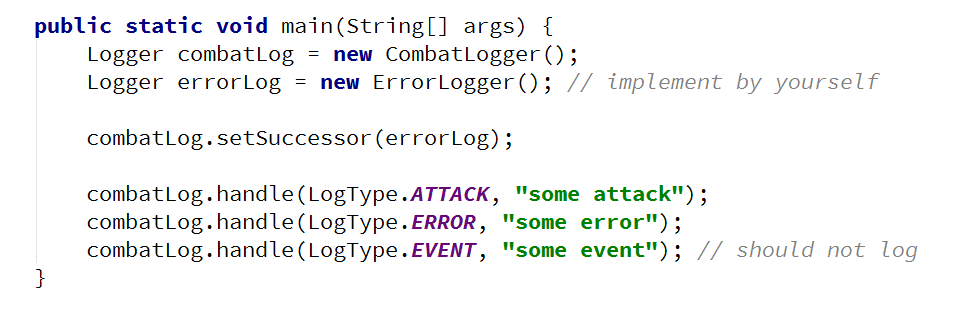 public static void main(String[] args) {
Logger combatLog = new CombatLogger();
Logger errorLog = new ErrorLogger(); // implement by yourself
combatLog.setSuccessor(errorLog);
combatLog.handle(LogType.ATTACK, "some attack");
combatLog.handle(LogType.ERROR, "some error");
combatLog.handle(LogType.EVENT, "some event"); // should not log
}